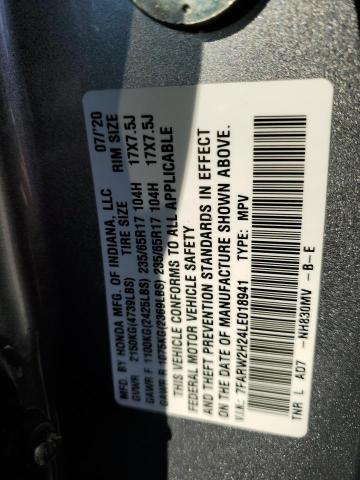 MFD. BY HONDA MFG. OF INDIANA, LLC 07/'20
TIRE SIZE RIM SIZE
GVWR 2150KG(4739LBS)
GAWR F 1100KG(2425LBS) 235/65R17 104H 17X7.5J
GAWR R 1075KG(2369LBS) 235/65R17 104H 17X7.5J
THIS VEHICLE CONFORMS TO ALL APPLICABLE
FEDERAL MOTOR VEHICLE SAFETY
AND THEFT PREVENTION STANDARDS IN EFFECT
ON THE DATE OF MANUFACTURE SHOWN ABOVE.
V.I.N.: 7FARW2H24LE018941 TYPE: MPV
TNR L AD7 -NH830MV -B-E